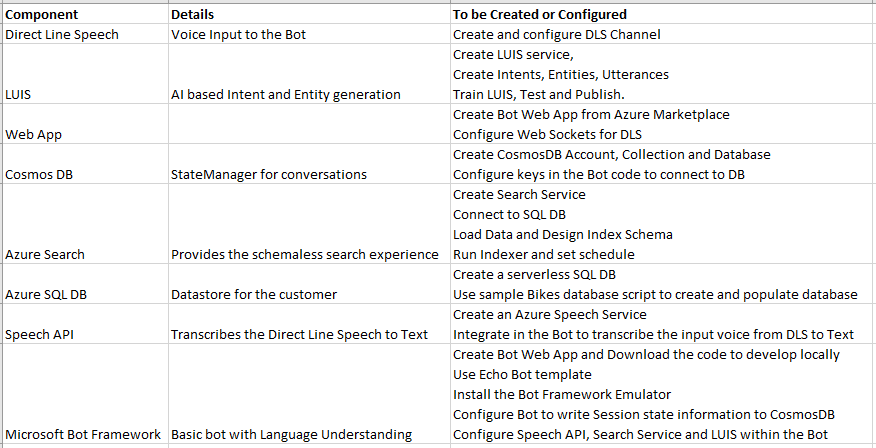 Component Details To be Created or Configured
Direct Line Speech Voice Input to the Bot Create and configure DLS Channel
Create LUIS service,
Create Intents, Entities, Utterances
LUIS AI based Intent and Entity generation Train LUIS, Test and Publish.
Create Bot Web App from Azure Marketplace
Web App Configure Web Sockets for DLS
Create CosmosDB Account, Collection and Database
Cosmos DB StateManager for conversations Configure keys in the Bot code to connect to DB
Create Search Service
Connect to SQL DB
Load Data and Design Index Schema
Azure Search Provides the schemaless search experience Run Indexer and set schedule
Create a serverless SQL DB
Azure SQL DB Datastore for the customer Use sample Bikes database script to create and populate database
Create an Azure Speech Service
Speech API Transcribes the Direct Line Speech to Text Integrate in the Bot to transcribe the input voice from DLS to Text
Create Bot Web App and Download the code to develop locally
Use Echo Bot template
Install the Bot Framework Emulator
Configure Bot to write Session state information to CosmosDB
Microsoft Bot Framework Basic bot with Language Understanding Configure Speech API, Search Service and LUIS within the Bot